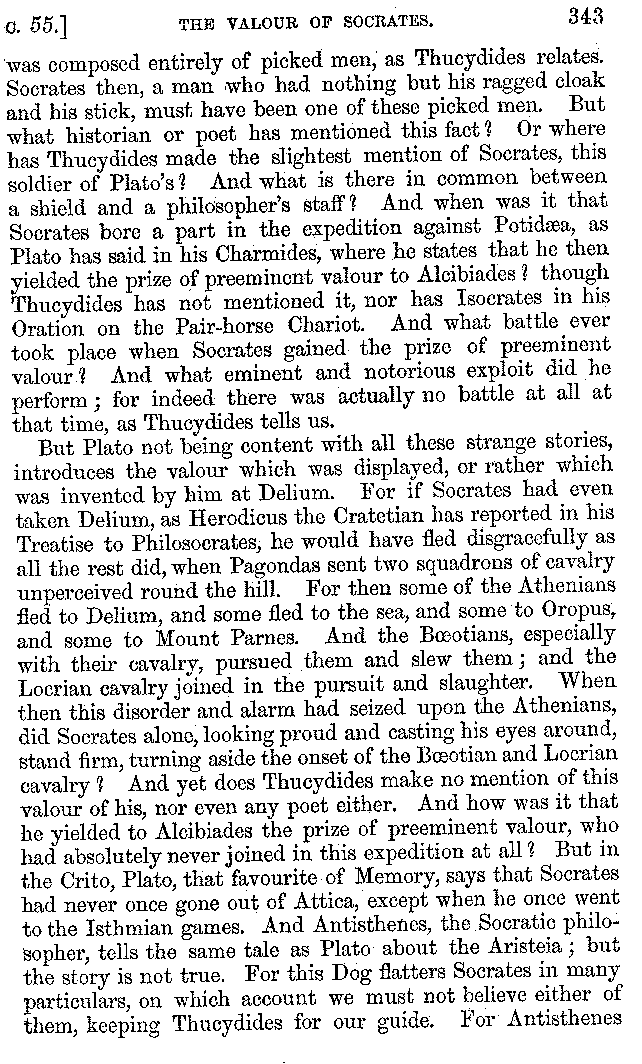 C. 55.] THE VALOUR OF SOCRATES. 343
was composed entirely of picked men, as Thucydides relates.
Socrates then, a man who had nothing but his ragged cloak
and his stick, must have been one of these picked men. But
what historian or poet has mentioned this fact? Or where
has Thucydides made the slightest mention of Socrates, this
soldier of Plato's? And what is there in common between
a shield and a philosopher's staff? And when was it that
Socrates bore a part in the expedition against Potidæa, as
Plato has said in his Charmides, where he states that he then
yielded the prize of preeminent valour to Alcibiades? though
Thucydides has not mentioned it, nor has Isocrates in his
Oration on the Pair-horse Chariot. And what battle ever
took place when Socrates gained the prize of preeminent
valour? And what eminent and notorious exploit did he
perform; for indeed there was actually no battle at all at
that time, as Thucydides tells us.
But Plato not being content with all these strange stories,
introduces the valour which was displayed, or rather which
was invented by him at Delium. For if Socrates had even
taken Delium, as Herodicus the Cratetian has reported in his
Treatise to Philosocrates, he would have fled disgracefully as
all the rest did, when Pagondas sent two squadrons of cavalry
unperceived round the hill. For then some of the Athenians
fled to Delium, and some fled to the sea, and some to Oropus,
and some to Mount Parnes. And the Bœotians, especially
with their cavalry, pursued them and slew them; and the
Locrian cavalry joined in the pursuit and slaughter. When
then this disorder and alarm had seized upon the Athenians,
did Socrates alone, looking proud and casting his eyes around,
stand firm, turning aside the onset of the Bœotian and Locrian
cavalry? And yet does Thucydides make no mention of this
valour of his, nor even any poet either. And how was it that
he yielded to Alcibiades the prize of preeminent valour, who
had absolutely never joined in this expedition at all? But in
the Crito, Plato, that favourite of Memory, says that Socrates
had never once gone out of Attica, except when he once went
to the Isthmian games. And Antisthenes, the Socratic philo-
sopher, tells the same tale as Plato about the Aristeia; but
the story is not true. For this Dog flatters Socrates in many
particulars, on which account we must not believe either of
them, keeping Thucydides for our guide. For Antisthenes